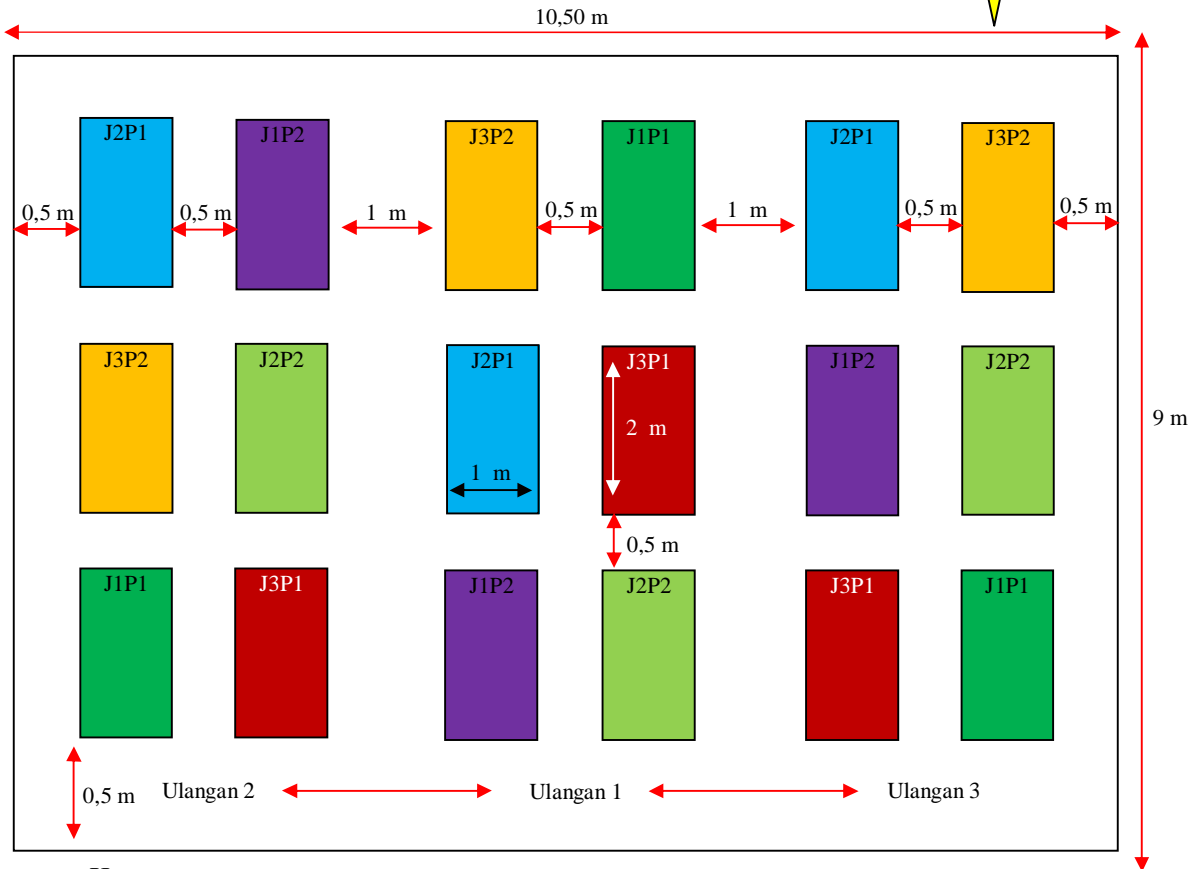 10,50 m
J2P1 J1P2 J3P2 J1P1 J2P1 J3P2
0,5 m 0,5 m 1 m 0,5 m 1 m 0,5 m 0,5 m
J3P2 J2P2 J2P1 J3P1 J1P2 J2P2
9 m
2 m
1 m
0,5 m
J1P1 J3P1 J1P2 J2P2 J3P1 J1P1
0,5 m Ulangan 2 Ulangan 1 Ulangan 3